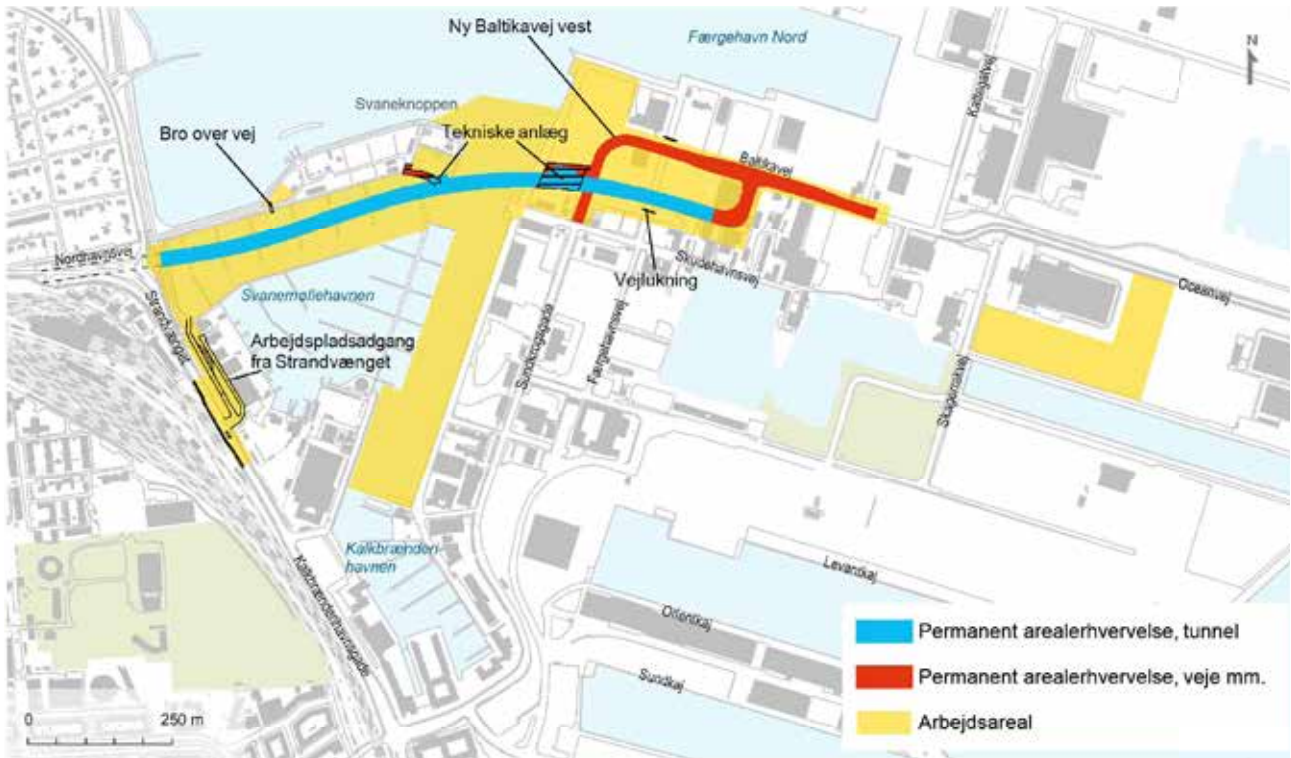 Ny Baltikavej vest
Færgehavn Nord
N
Kattegatvej
Svaneknoppen
Bro over vej
Tekniske anlæg
Baltikavej
Nordhavnsvej
Skudehavnsvej
Oceanvej
Vejlukning
Svanemøllehavnen
Strandvænget
Arbejdspladsadgang
fra Strandvænget
Sundkrogsgade
Færgehavnsvej
Skagerrakvej
Kalkbrænderi-
havnen
Kalkbrænderihavnsgade
Levantkaj
Orientkaj
Sundkaj
Permanent arealerhvervelse, tunnel
Permanent arealerhvervelse, veje mm.
Arbejdsareal
0
250 m